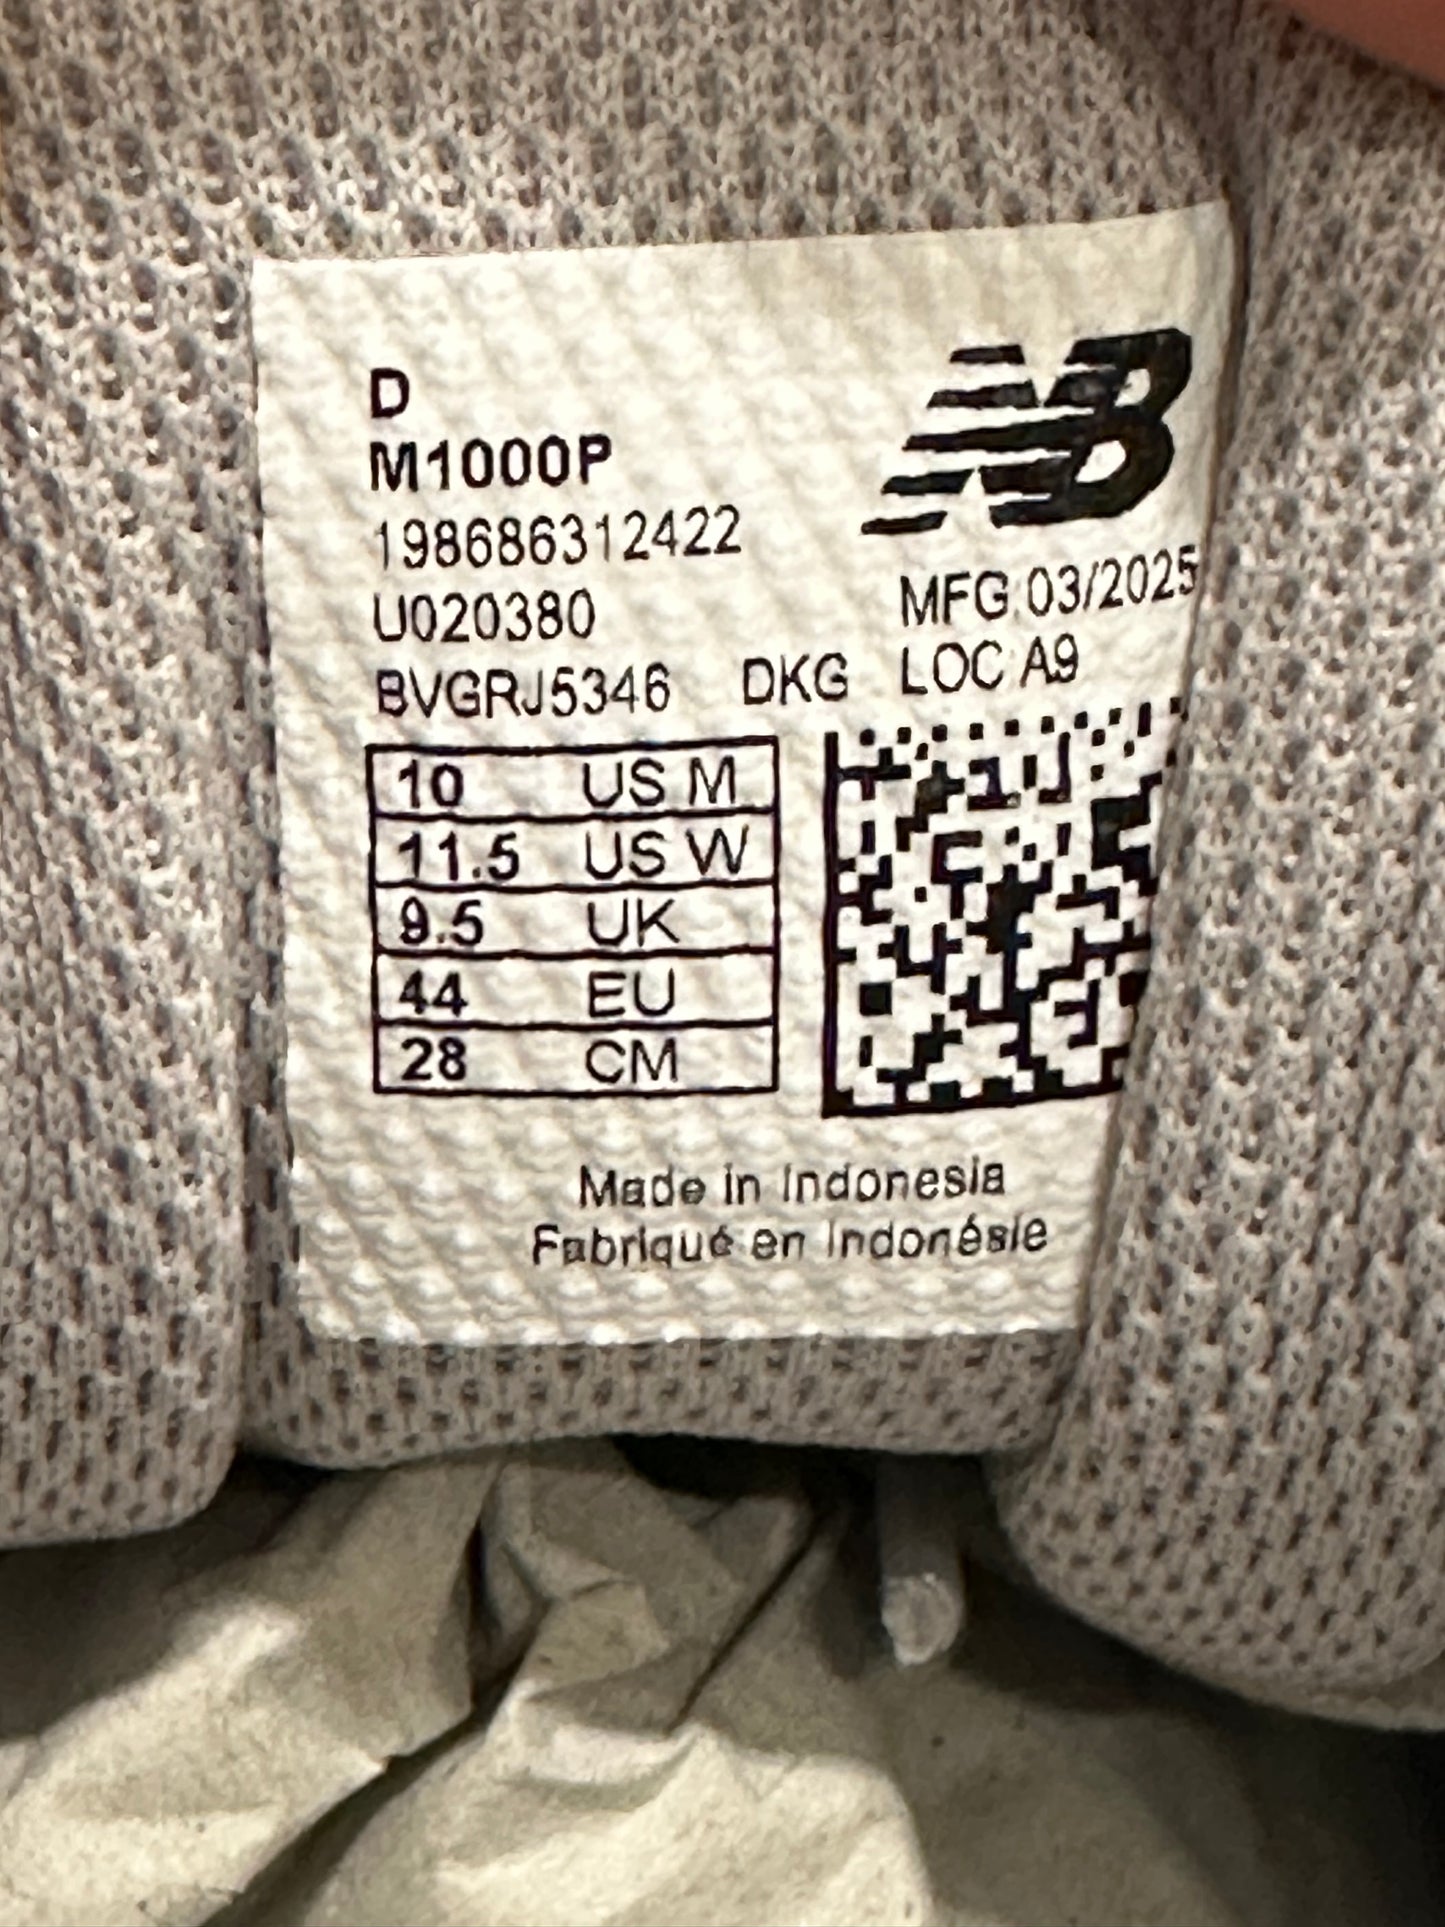 D
M1000P
198686312422
U020380
BVGRJ5346 DKG
NB
MFG 03/2025
LOC A9
10 US M
11.5 US W
9.5 UK
44 EU
28 CM
Made in Indonesia
Fabriqué en Indonésie